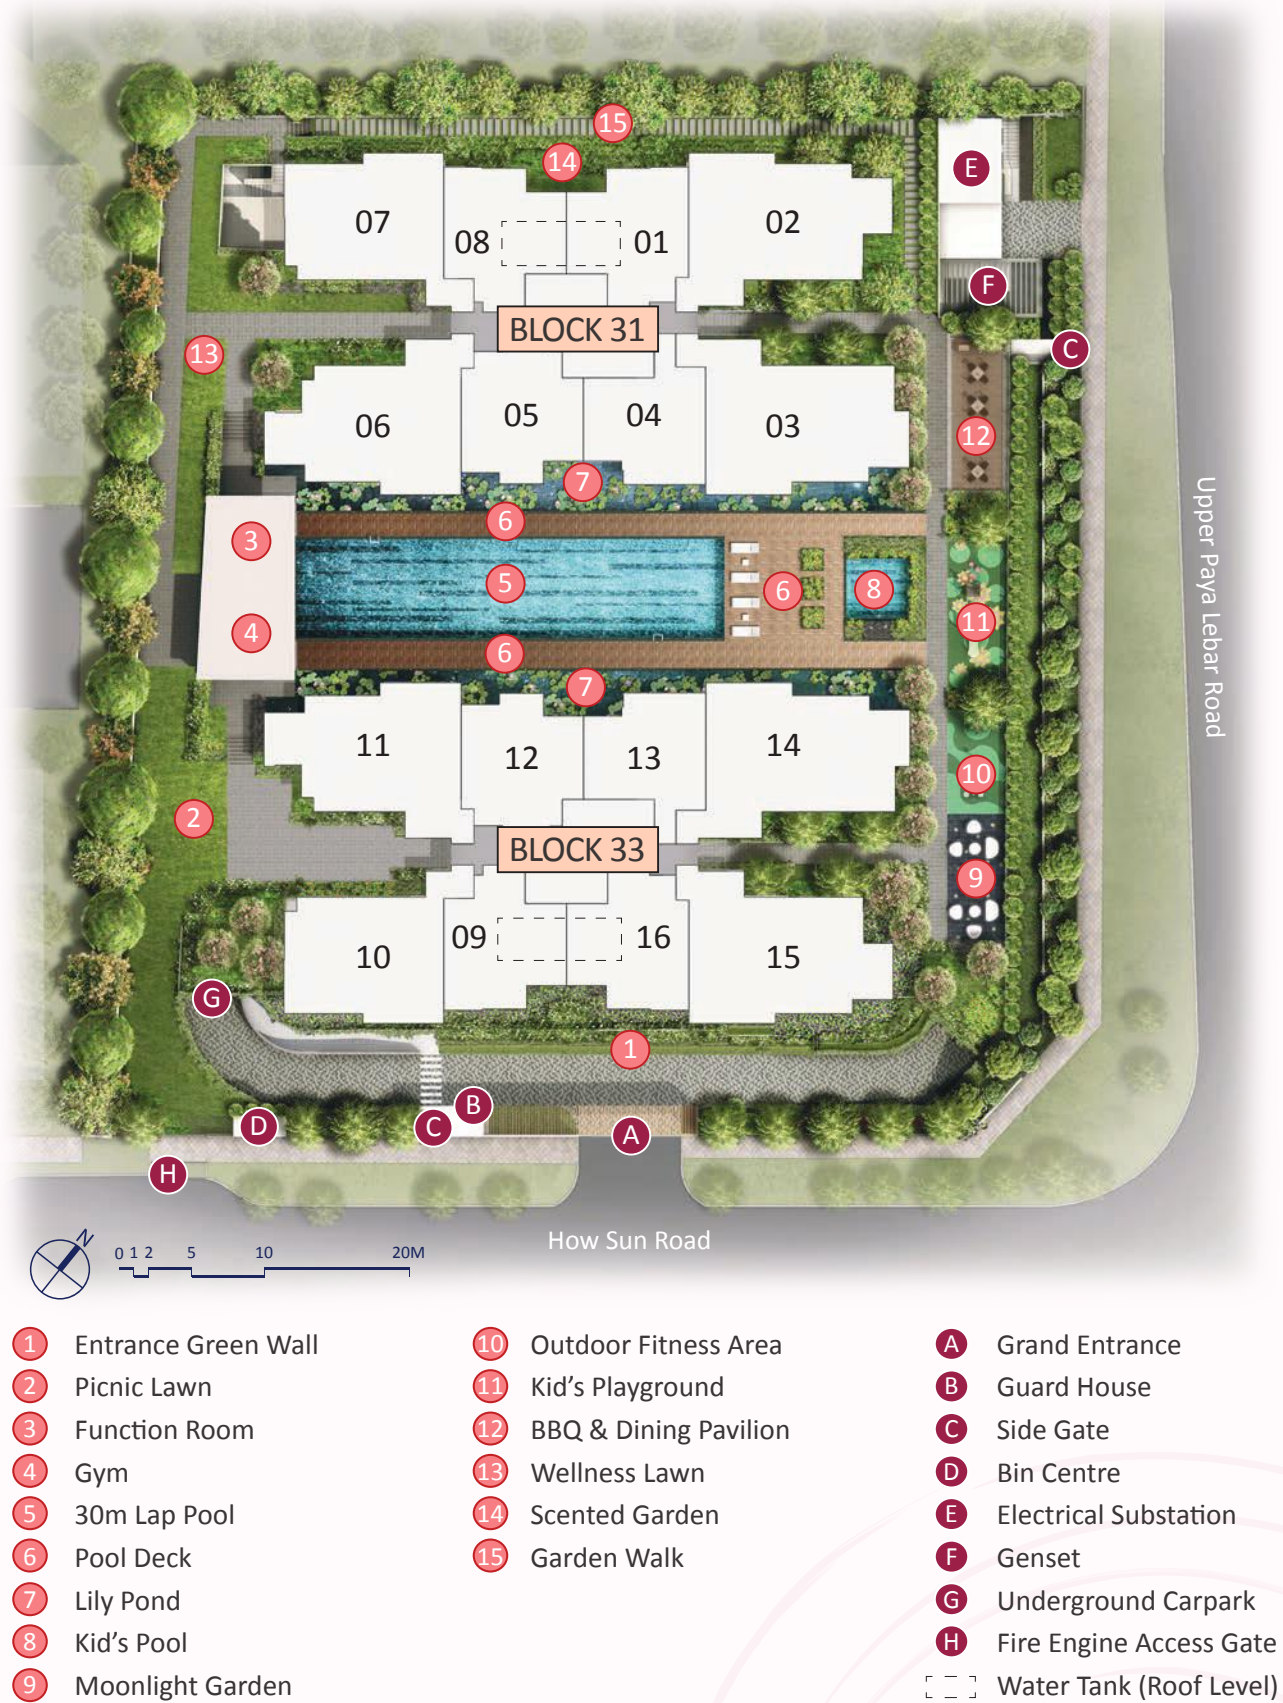 15
14
E
07
08
01
02
F
BLOCK 31
C
13
06
05
04
03
12
7
6
3
5
6
8
11
4
6
7
Upper Paya Lebar Road
11
12
13
14
10
2
BLOCK 33
9
10
09
16
15
G
1
B
D
C
A
H
How Sun Road
N
0 1 2 5 10 20M
1 Entrance Green Wall
2 Picnic Lawn
3 Function Room
4 Gym
5 30m Lap Pool
6 Pool Deck
7 Lily Pond
8 Kid's Pool
9 Moonlight Garden
10 Outdoor Fitness Area
11 Kid's Playground
12 BBQ & Dining Pavilion
13 Wellness Lawn
14 Scented Garden
15 Garden Walk
A Grand Entrance
B Guard House
C Side Gate
D Bin Centre
E Electrical Substation
F Genset
G Underground Carpark
H Fire Engine Access Gate
Water Tank (Roof Level)